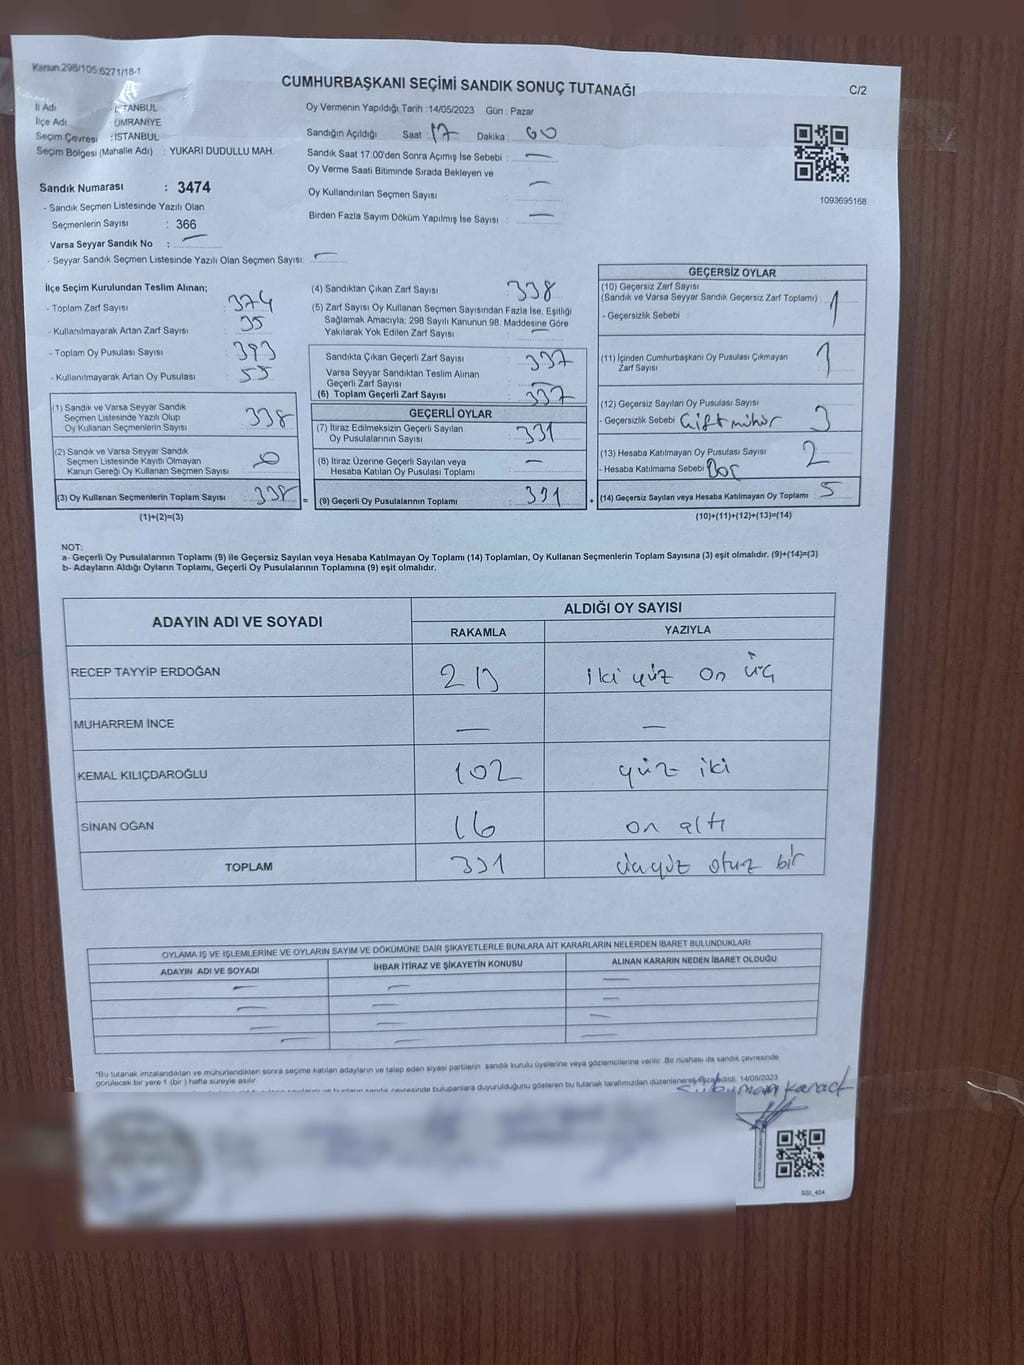 Kanun:298/105;6271/18-1
CUMHURBAŞKANI SEÇİMİ SANDIK SONUÇ TUTANAĞI
C/2
İl Adı : İSTANBUL
İlçe Adı : ÜMRANİYE
Seçim Çevresi : İSTANBUL
Seçim Bölgesi (Mahalle Adı) : YUKARI DUDULLU MAH.
Oy Vermenin Yapıldığı Tarih :14/05/2023 Gün : Pazar
Sandığın Açıldığı Saat : 17 Dakika : 00
Sandık Saat 17:00'den Sonra Açımış İse Sebebi : —
Oy Verme Saati Bitiminde Sırada Bekleyen ve
Oy Kullandırılan Seçmen Sayısı : —
Birden Fazla Sayım Döküm Yapılmış İse Sayısı : —
1093695168
Sandık Numarası : 3474
- Sandık Seçmen Listesinde Yazılı Olan
Seçmenlerin Sayısı : 366
Varsa Seyyar Sandık No : —
- Seyyar Sandık Seçmen Listesinde Yazılı Olan Seçmen Sayısı: —
İlçe Seçim Kurulundan Teslim Alınan;
- Toplam Zarf Sayısı : 374
- Kullanılmayarak Artan Zarf Sayısı : 35
- Toplam Oy Pusulası Sayısı : 393
- Kullanılmayarak Artan Oy Pusulası : 55
(1) Sandık ve Varsa Seyyar Sandık
Seçmen Listesinde Yazılı Olup
Oy Kullanan Seçmenlerin Sayısı : 338
(2) Sandık ve Varsa Seyyar Sandık
Seçmen Listesinde Kayıtlı Olmayan
Kanun Gereği Oy Kullanan Seçmen Sayısı : 0
(3) Oy Kullanan Seçmenlerin Toplam Sayısı : 338
(1)+(2)=(3)
(4) Sandıktan Çıkan Zarf Sayısı : 338
(5) Zarf Sayısı Oy Kullanan Seçmen Sayısından Fazla İse, Eşitliği
Sağlamak Amacıyla; 298 Sayılı Kanunun 98. Maddesine Göre
Yakılarak Yok Edilen Zarf Sayısı : —
Sandıkta Çıkan Geçerli Zarf Sayısı : 337
Varsa Seyyar Sandıktan Teslim Alınan
Geçerli Zarf Sayısı : —
(6) Toplam Geçerli Zarf Sayısı : 337
GEÇERLİ OYLAR
(7) İtiraz Edilmeksizin Geçerli Sayılan
Oy Pusulalarının Sayısı : 331
(8) İtiraz Üzerine Geçerli Sayılan veya
Hesaba Katılan Oy Pusulası Toplamı : —
= (9) Geçerli Oy Pusulalarının Toplamı : 331
GEÇERSİZ OYLAR
(10) Geçersiz Zarf Sayısı
(Sandık ve Varsa Seyyar Sandık Geçersiz Zarf Toplamı) : 1
- Geçersizlik Sebebi :
(11) İçinden Cumhurbaşkanı Oy Pusulası Çıkmayan
Zarf Sayısı : 1
(12) Geçersiz Sayılan Oy Pusulası Sayısı : 3
- Geçersizlik Sebebi Çift mühür
(13) Hesaba Katılmayan Oy Pusulası Sayısı : 2
- Hesaba Katılmama Sebebi Boş
+ (14) Geçersiz Sayılan veya Hesaba Katılmayan Oy Toplamı : 5
(10)+(11)+(12)+(13)=(14)
NOT:
a- Geçerli Oy Pusulalarının Toplamı (9) ile Geçersiz Sayılan veya Hesaba Katılmayan Oy Toplamı (14) Toplamları, Oy Kullanan Seçmenlerin Toplam Sayısına (3) eşit olmalıdır. (9)+(14)=(3)
b- Adayların Aldığı Oyların Toplamı, Geçerli Oy Pusulalarının Toplamına (9) eşit olmalıdır.
ADAYIN ADI VE SOYADI
ALDIĞI OY SAYISI
RAKAMLA YAZIYLA
RECEP TAYYİP ERDOĞAN 213 iki yüz on üç
MUHARREM İNCE — —
KEMAL KILIÇDAROĞLU 102 yüz iki
SİNAN OĞAN 16 on altı
TOPLAM 331 üçyüz otuz bir
OYLAMA İŞ VE İŞLEMLERİNE VE OYLARIN SAYIM VE DÖKÜMÜNE DAİR ŞİKAYETLERLE BUNLARA AİT KARARLARIN NELERDEN İBARET BULUNDUKLARI
ADAYIN ADI VE SOYADI İHBAR İTİRAZ VE ŞİKAYETİN KONUSU ALINAN KARARIN NEDEN İBARET OLDUĞU
— — —
— — —
— — —
— — —
"Bu tutanak imzalandıktan ve mühürlendikten sonra seçime katılan adayların ve talep eden siyasi partilerin sandık kurulu üyelerine veya gözlemcilerine verilir. Bir nüshası da sandık çevresinde
görülecek bir yere 1 (bir) hafta süreyle asılır
sandık çevresinde bulunanlara duyurulduğunu gösteren bu tutanak tarafımızdan düzenlenerek imzalandı. 14/05/2023
SSİ_404